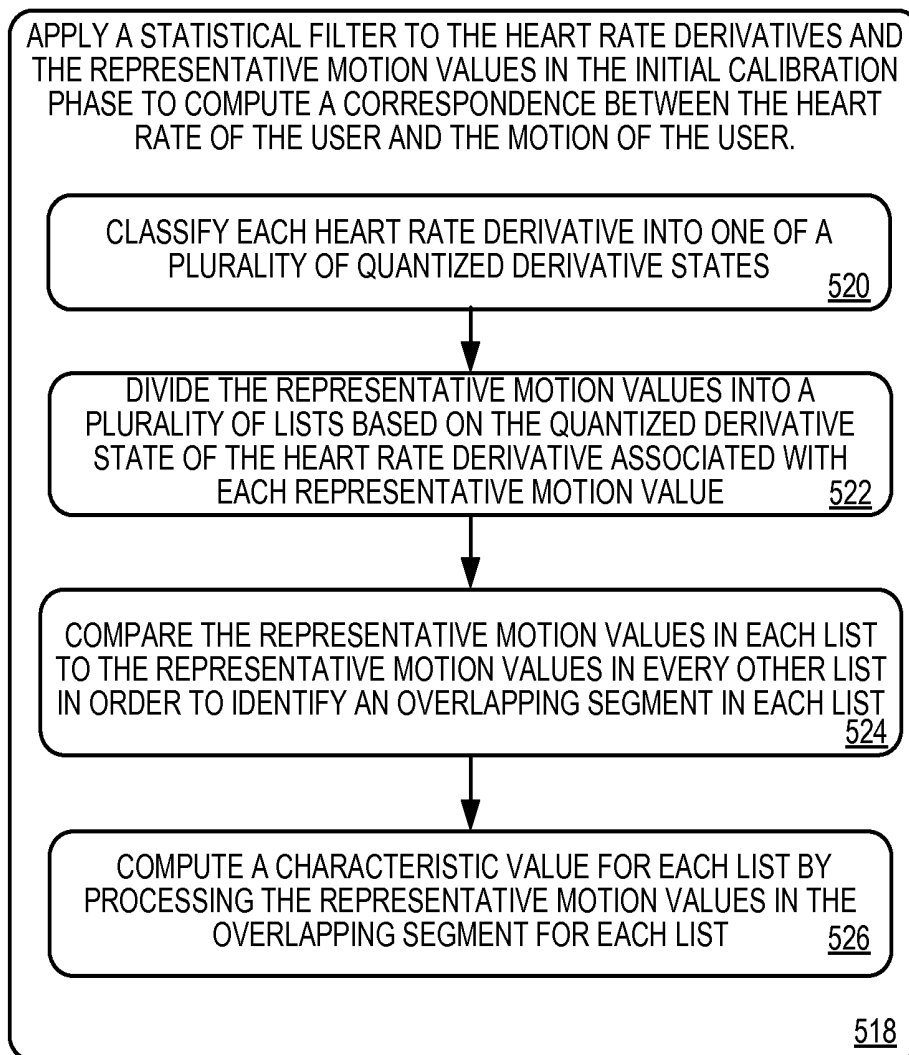 APPLY A STATISTICAL FILTER TO THE HEART RATE DERIVATIVES AND
THE REPRESENTATIVE MOTION VALUES IN THE INITIAL CALIBRATION
PHASE TO COMPUTE A CORRESPONDENCE BETWEEN THE HEART
RATE OF THE USER AND THE MOTION OF THE USER.
CLASSIFY EACH HEART RATE DERIVATIVE INTO ONE OF A
PLURALITY OF QUANTIZED DERIVATIVE STATES
520
DIVIDE THE REPRESENTATIVE MOTION VALUES INTO A
PLURALITY OF LISTS BASED ON THE QUANTIZED DERIVATIVE
STATE OF THE HEART RATE DERIVATIVE ASSOCIATED WITH
EACH REPRESENTATIVE MOTION VALUE
522
COMPARE THE REPRESENTATIVE MOTION VALUES IN EACH LIST
TO THE REPRESENTATIVE MOTION VALUES IN EVERY OTHER LIST
IN ORDER TO IDENTIFY AN OVERLAPPING SEGMENT IN EACH LIST
524
COMPUTE A CHARACTERISTIC VALUE FOR EACH LIST BY
PROCESSING THE REPRESENTATIVE MOTION VALUES IN THE
OVERLAPPING SEGMENT FOR EACH LIST
526
518